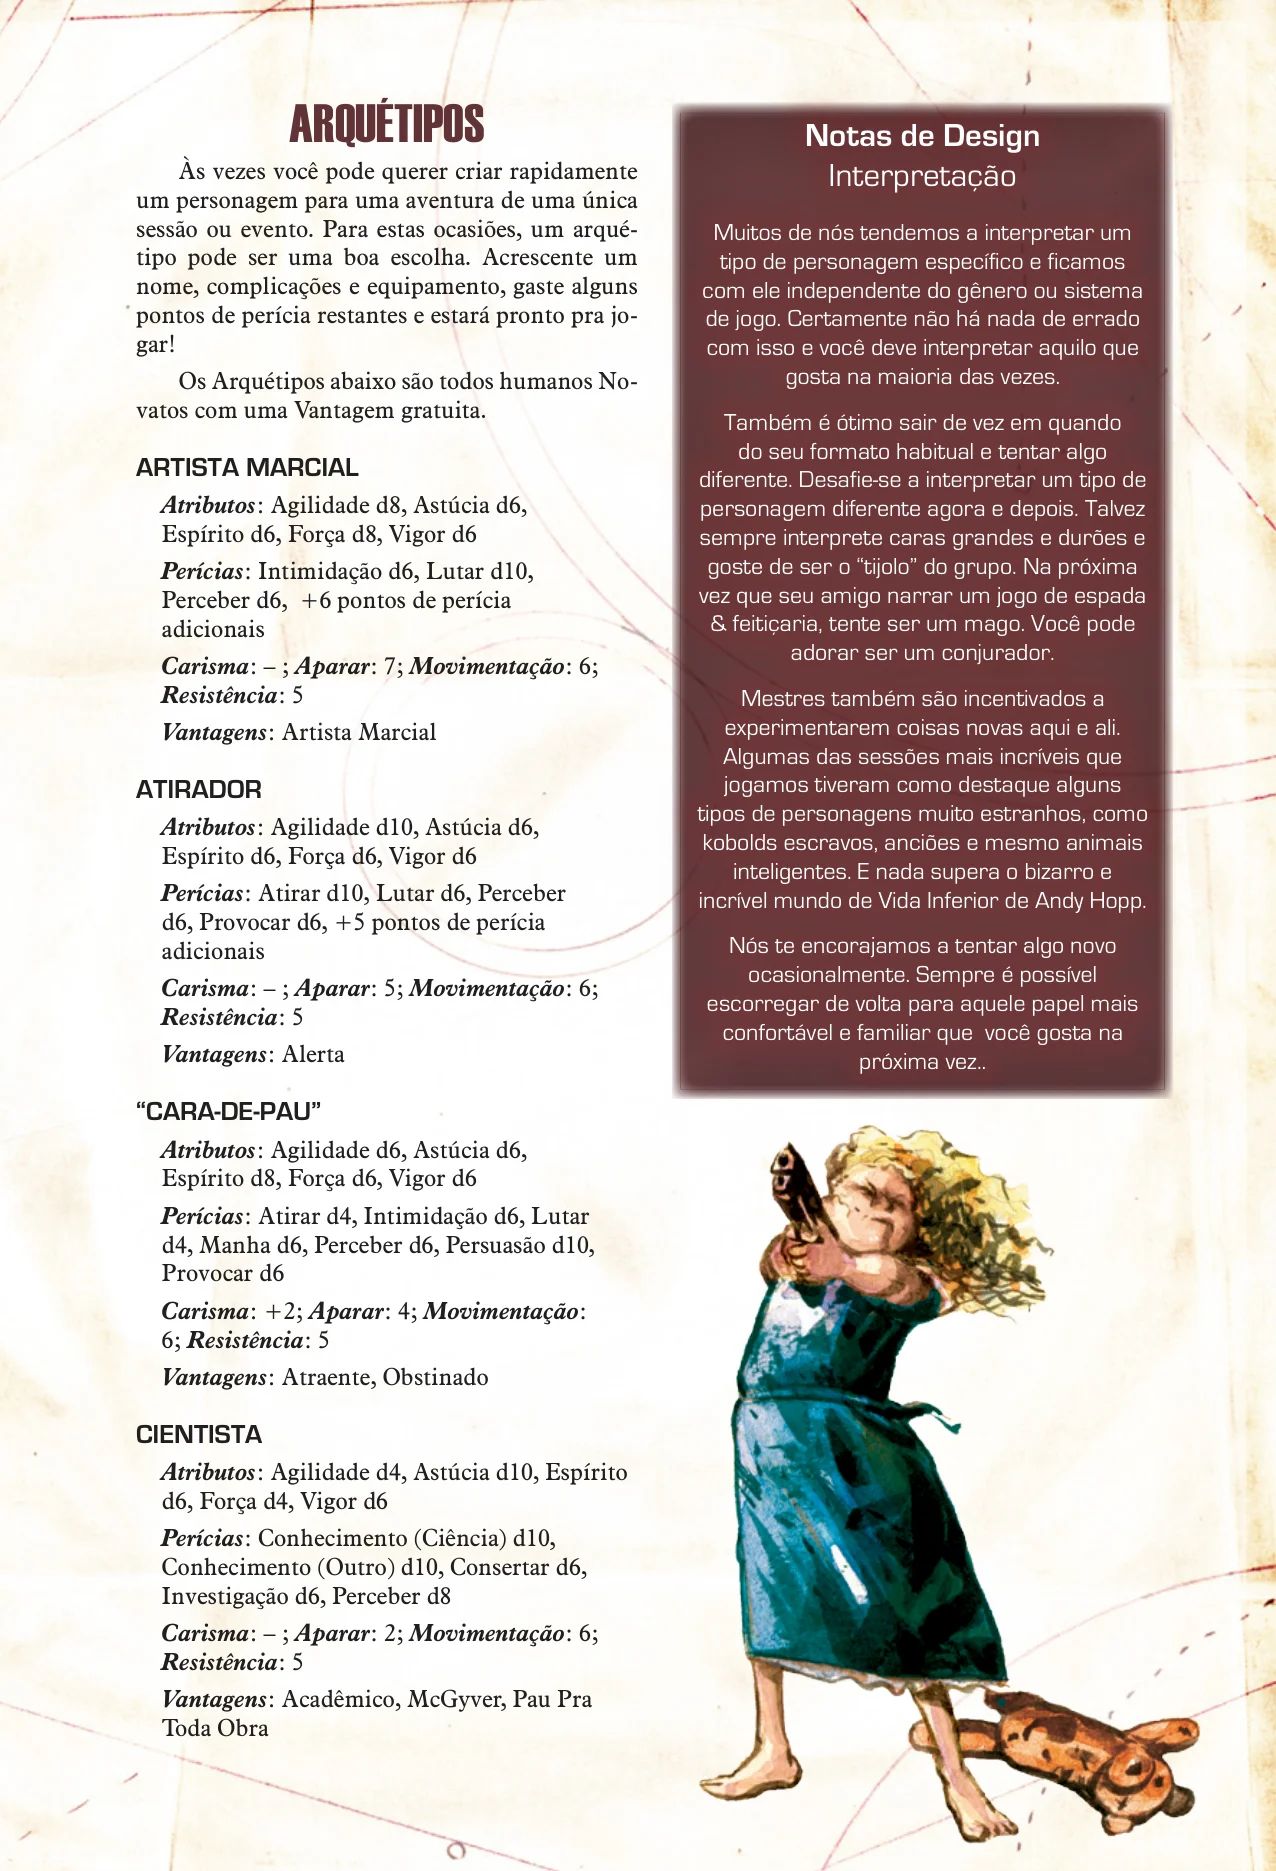 ARQUÉTIPOS
Às vezes você pode querer criar rapidamente
um personagem para uma aventura de uma única
sessão ou evento. Para estas ocasiões, um arqué-
tipo pode ser uma boa escolha. Acrescente um
nome, complicações e equipamento, gaste alguns
pontos de perícia restantes e estará pronto pra jo-
gar!
Os Arquétipos abaixo são todos humanos No-
vatos com uma Vantagem gratuita.
ARTISTA MARCIAL
Atributos: Agilidade d8, Astúcia d6,
Espírito d6, Força d8, Vigor d6
Perícias: Intimidação d6, Lutar d10,
Perceber d6,  +6 pontos de perícia
adicionais
Carisma: – ; Aparar: 7; Movimentação: 6;
Resistência: 5
Vantagens: Artista Marcial
ATIRADOR
Atributos: Agilidade d10, Astúcia d6,
Espírito d6, Força d6, Vigor d6
Perícias: Atirar d10, Lutar d6, Perceber
d6, Provocar d6, +5 pontos de perícia
adicionais
Carisma: – ; Aparar: 5; Movimentação: 6;
Resistência: 5
Vantagens: Alerta
“CARA-DE-PAU”
Atributos: Agilidade d6, Astúcia d6,
Espírito d8, Força d6, Vigor d6
Perícias: Atirar d4, Intimidação d6, Lutar
d4, Manha d6, Perceber d6, Persuasão d10,
Provocar d6
Carisma: +2; Aparar: 4; Movimentação:
6; Resistência: 5
Vantagens: Atraente, Obstinado
CIENTISTA
Atributos: Agilidade d4, Astúcia d10, Espírito
d6, Força d4, Vigor d6
Perícias: Conhecimento (Ciência) d10,
Conhecimento (Outro) d10, Consertar d6,
Investigação d6, Perceber d8
Carisma: – ; Aparar: 2; Movimentação: 6;
Resistência: 5
Vantagens: Acadêmico, McGyver, Pau Pra
Toda Obra
Notas de Design
Interpretação
Muitos de nós tendemos a interpretar um
tipo de personagem específico e ficamos
com ele independente do gênero ou sistema
de jogo. Certamente não há nada de errado
com isso e você deve interpretar aquilo que
gosta na maioria das vezes.
Também é ótimo sair de vez em quando
do seu formato habitual e tentar algo
diferente. Desafie-se a interpretar um tipo de
personagem diferente agora e depois. Talvez
sempre interprete caras grandes e durões e
goste de ser o “tijolo” do grupo. Na próxima
vez que seu amigo narrar um jogo de espada
& feitiçaria, tente ser um mago. Você pode
adorar ser um conjurador.
Mestres também são incentivados a
experimentarem coisas novas aqui e ali.
Algumas das sessões mais incríveis que
jogamos tiveram como destaque alguns
tipos de personagens muito estranhos, como
kobolds escravos, anciões e mesmo animais
inteligentes. E nada supera o bizarro e
incrível mundo de Vida Inferior de Andy Hopp.
Nós te encorajamos a tentar algo novo
ocasionalmente. Sempre é possível
escorregar de volta para aquele papel mais
confortável e familiar que  você gosta na
próxima vez..